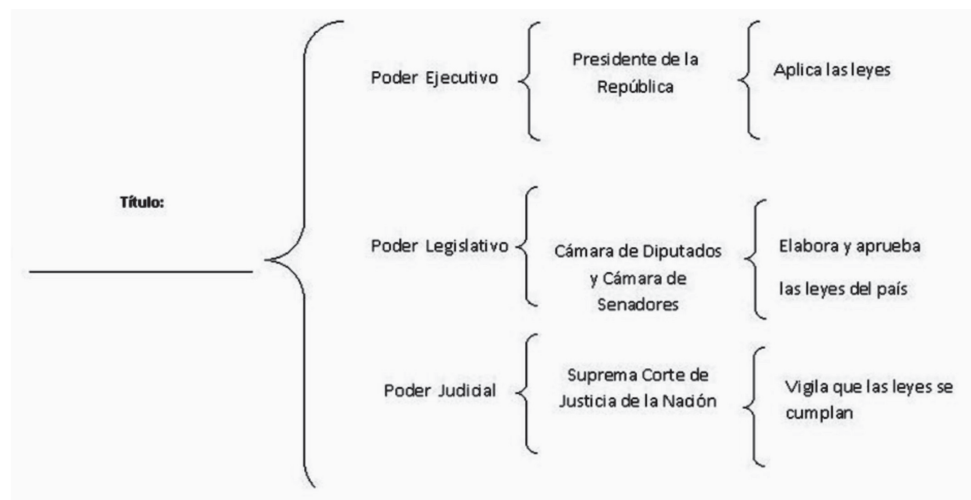 Título:
Poder Ejecutivo
Presidente de la
República
Aplica las leyes
Poder Legislativo
Cámara de Diputados
y Cámara de
Senadores
Elabora y aprueba
las leyes del país
Poder Judicial
Suprema Corte de
Justicia de la Nación
Vigila que las leyes se
cumplan